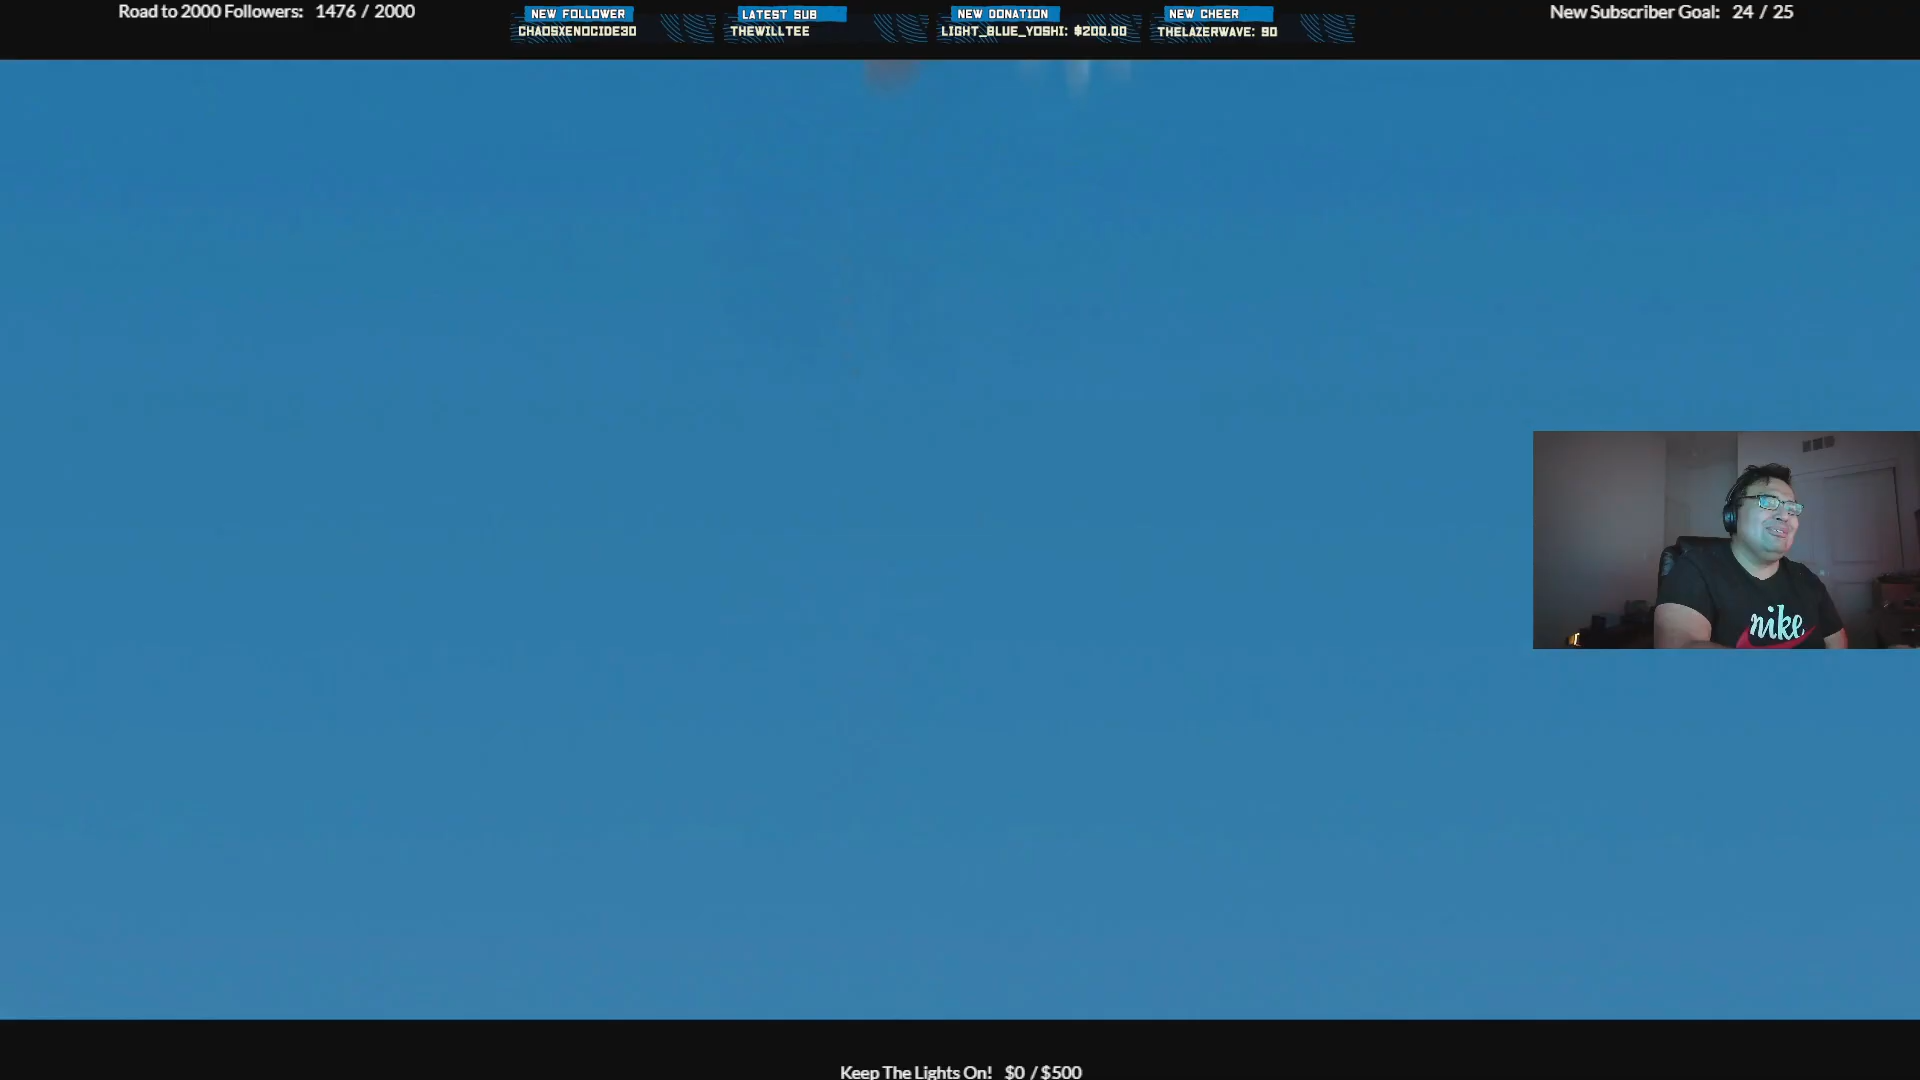 Road to 2000 Followers: 1476 / 2000
NEW FOLLOWER
CHAOSXENOCIDE30
LATEST SUB
THEWILLTEE
NEW DONATION
LIGHT_BLUE_YOSHI: $200.00
NEW CHEER
THELAZERWAVE: 90
New Subscriber Goal: 24 / 25
nike
Keep The Lights On! $0 / $500